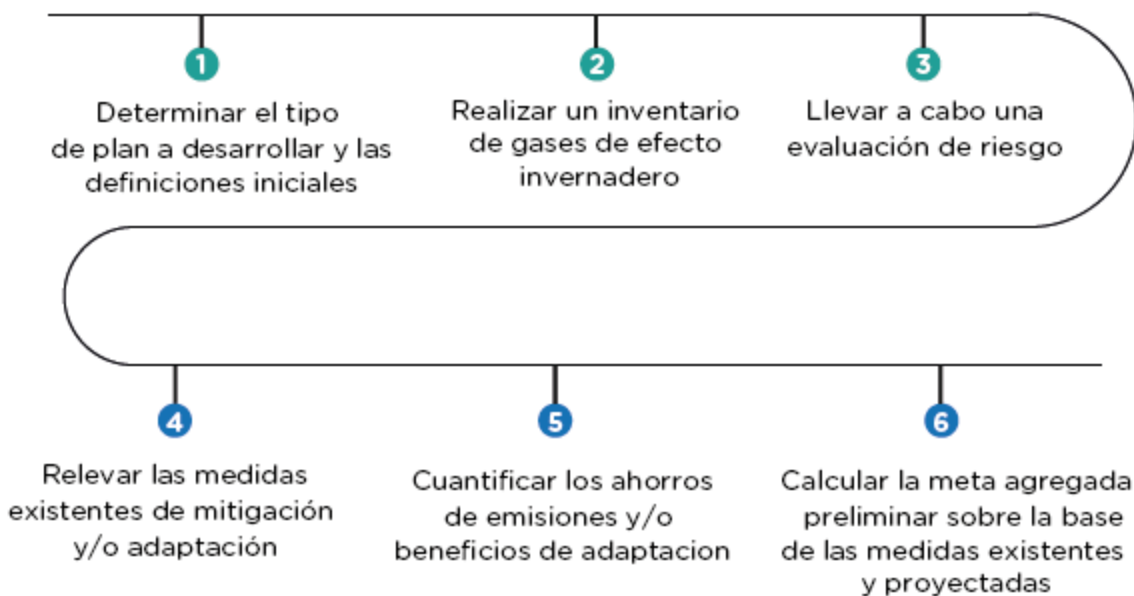 1
Determinar el tipo
de plan a desarrollar y las
definiciones iniciales
2
Realizar un inventario
de gases de efecto
invernadero
3
Llevar a cabo una
evaluación de riesgo
4
Relevar las medidas
existentes de mitigación
y/o adaptación
5
Cuantificar los ahorros
de emisiones y/o
beneficios de adaptacion
6
Calcular la meta agregada
preliminar sobre la base
de las medidas existentes
y proyectadas